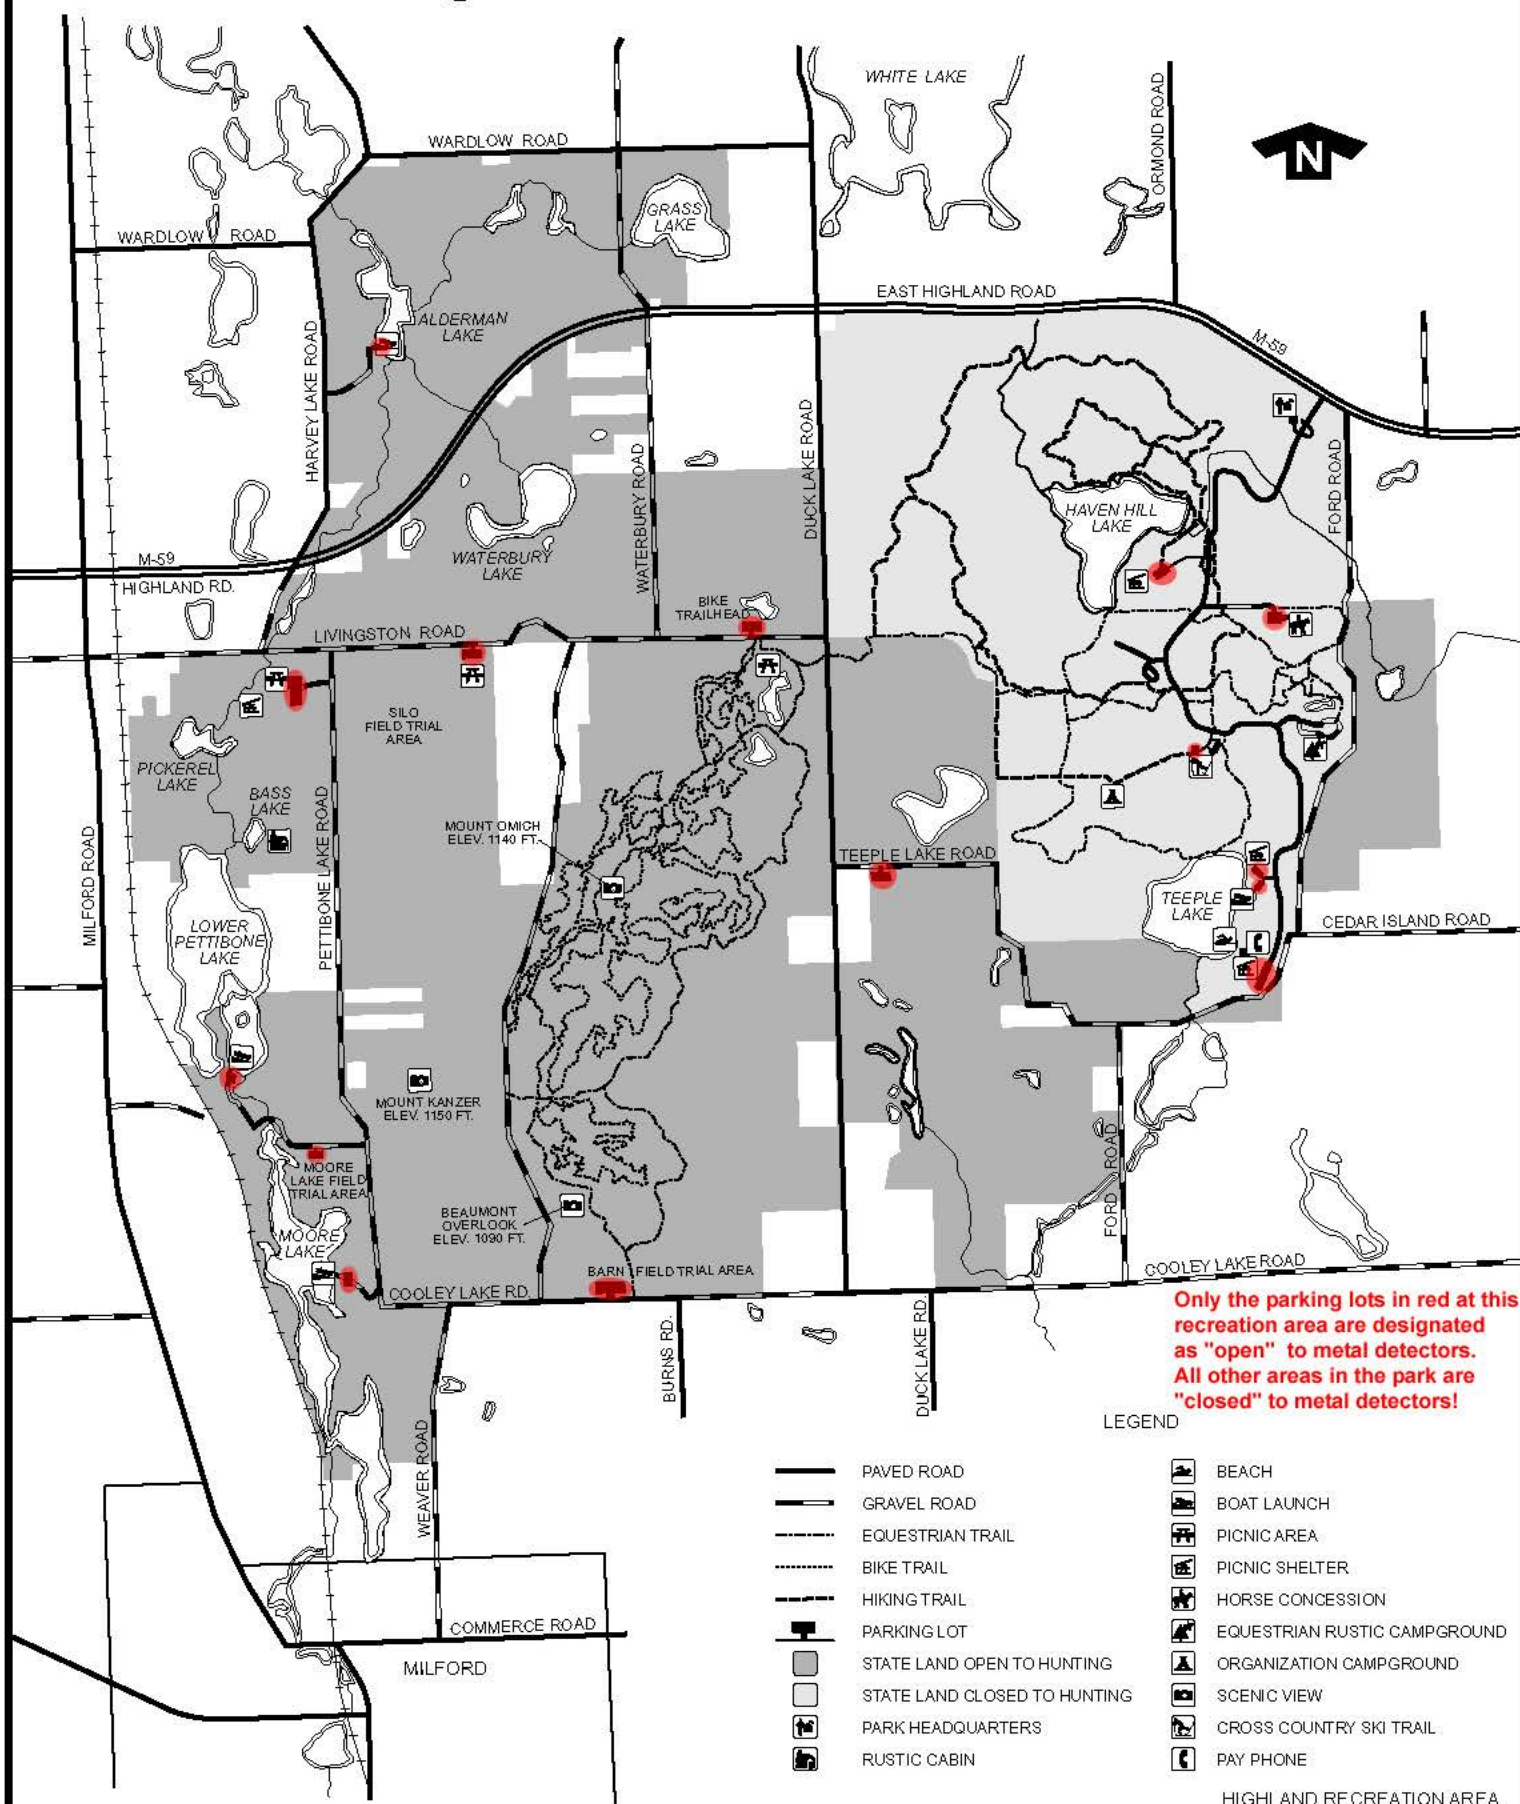 WHITE LAKE
ORMOND ROAD
N
WARDLOW ROAD
GRASS
LAKE
WARDLOW ROAD
EAST HIGHLAND ROAD
ALDERMAN
LAKE
M-59
HARVEY LAKE ROAD
DUCK LAKE ROAD
WATERBURY ROAD
FORD ROAD
HAVEN HILL
LAKE
M-59
WATERBURY
LAKE
HIGHLAND RD.
BIKE
TRAILHEAD
LIVINGSTON ROAD
SILO
FIELD TRIAL
AREA
PICKEREL
LAKE
BASS
LAKE
MOUNT OMICH
ELEV. 1140 FT.
TEEPLE LAKE ROAD
MILFORD ROAD
PETTIBONE LAKE ROAD
TEEPLE
LAKE
CEDAR ISLAND ROAD
LOWER
PETTIBONE
LAKE
MOUNT KANZER
ELEV. 1150 FT.
MOORE
LAKE FIELD
TRIAL AREA
FORD ROAD
BEAUMONT
OVERLOOK
ELEV. 1090 FT.
MOORE
LAKE
BARN FIELD TRIAL AREA
COOLEY LAKE ROAD
COOLEY LAKE RD.
BURNS RD.
DUCK LAKE RD.
Only the parking lots in red at this
recreation area are designated
as "open" to metal detectors.
All other areas in the park are
"closed" to metal detectors!
WEAVER ROAD
COMMERCE ROAD
MILFORD
LEGEND
PAVED ROAD
GRAVEL ROAD
EQUESTRIAN TRAIL
BIKE TRAIL
HIKING TRAIL
PARKING LOT
STATE LAND OPEN TO HUNTING
STATE LAND CLOSED TO HUNTING
PARK HEADQUARTERS
RUSTIC CABIN
BEACH
BOAT LAUNCH
PICNIC AREA
PICNIC SHELTER
HORSE CONCESSION
EQUESTRIAN RUSTIC CAMPGROUND
ORGANIZATION CAMPGROUND
SCENIC VIEW
CROSS COUNTRY SKI TRAIL
PAY PHONE
HIGHLAND RECREATION AREA